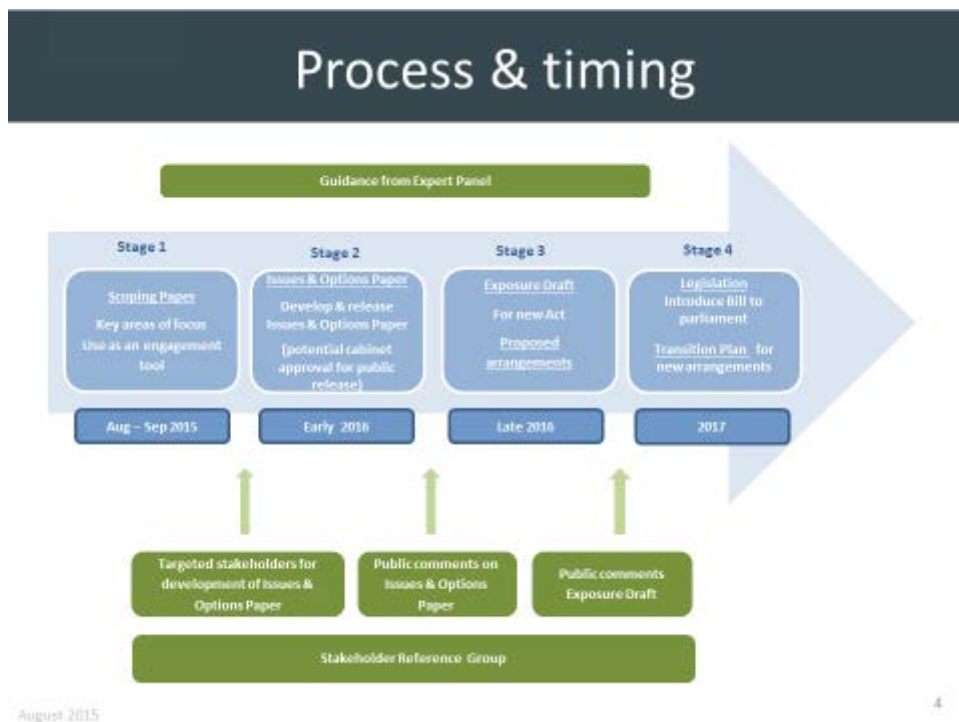 Process & timing
Guidance from Expert Panel
Stage 1
Scoping Paper
Key areas of focus
Use as an engagement
tool
Aug – Sep 2015
Stage 2
Issues & Options Paper
Develop & release
Issues & Options Paper
(potential cabinet
approval for public
release)
Early 2016
Stage 3
Exposure Draft
For new Act
Proposed
arrangements
Late 2016
Stage 4
Legislation
Introduce Bill to
parliament
Transition Plan for
new arrangements
2017
Targeted stakeholders for
development of Issues &
Options Paper
Public comments on
Issues & Options
Paper
Public comments
Exposure Draft
Stakeholder Reference Group
August 2015
4